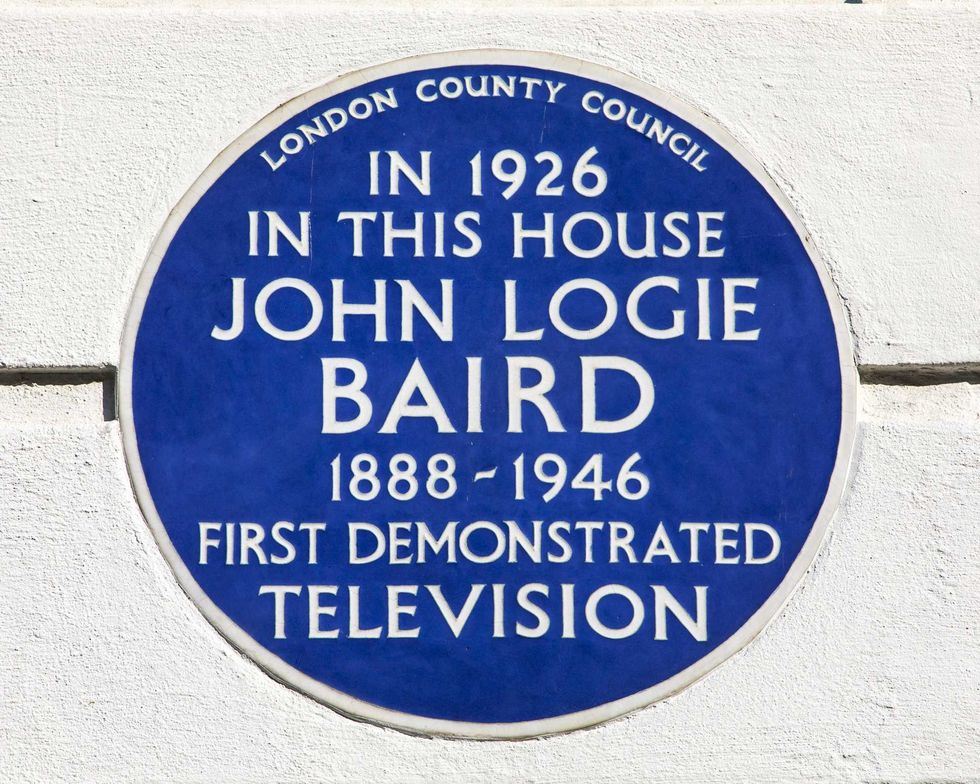 LONDON COUNTY COUNCIL
IN 1926
IN THIS HOUSE
JOHN LOGIE
BAIRD
1888-1946
FIRST DEMONSTRATED
TELEVISION